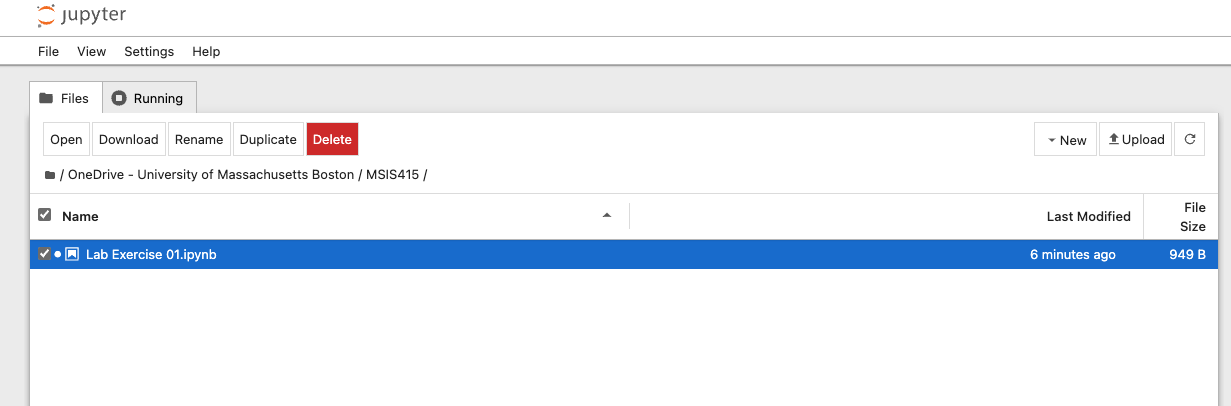 jupyter
File View Settings Help
Files Running
Open Download Rename Duplicate Delete New Upload
/ OneDrive - University of Massachusetts Boston / MSIS415 /
Name Last Modified File Size
Lab Exercise 01.ipynb 6 minutes ago 949 B